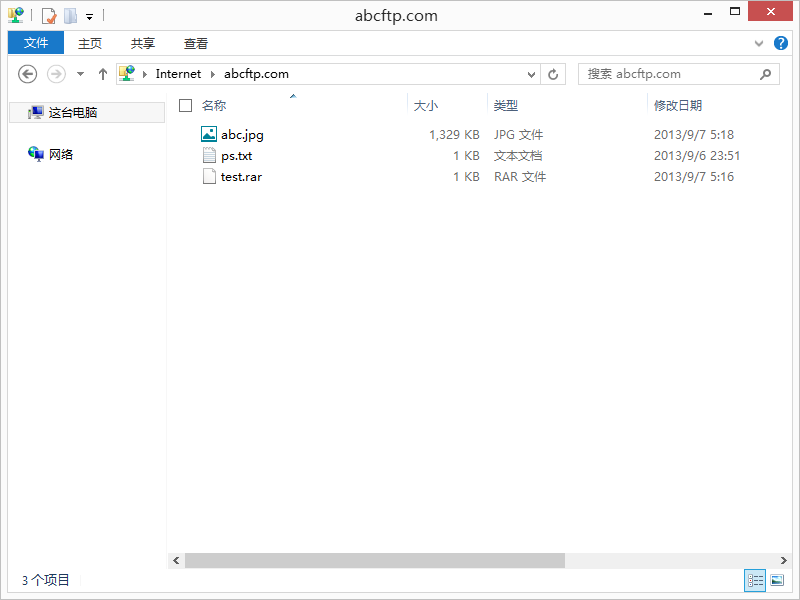 abcftp.com
文件 主页 共享 查看
Internet abcftp.com 搜索 abcftp.com
名称 大小 类型 修改日期
这台电脑
网络
abc.jpg 1,329 KB JPG 文件 2013/9/7 5:18
ps.txt 1 KB 文本文档 2013/9/6 23:51
test.rar 1 KB RAR 文件 2013/9/7 5:16
3 个项目